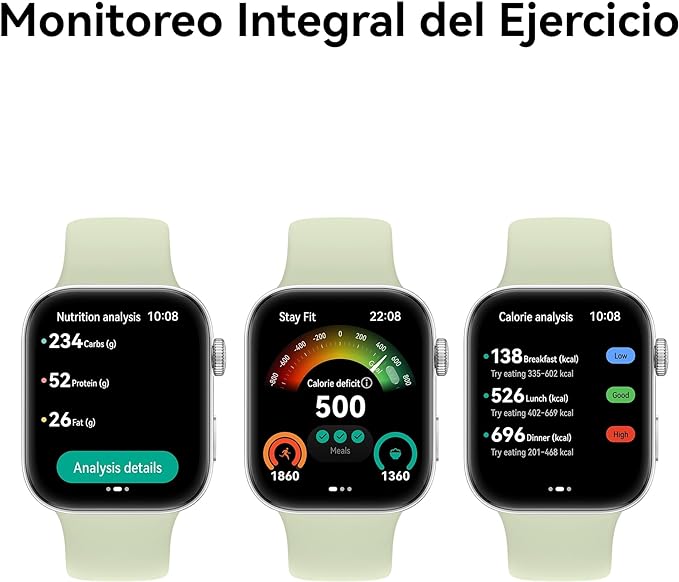 Monitoreo Integral del Ejercicio
Nutrition analysis 10:08
234 Carbs (g)
52 Protein (g)
26 Fat (g)
Analysis details
Stay Fit 22:08
-800 -600 -400 -200 0 200 400 600 800
Goal
Calorie deficit
500
Meals
1860
1360
Calorie analysis 10:08
138 Breakfast (kcal) Low
Try eating 335-602 kcal
526 Lunch (kcal) Good
Try eating 402-669 kcal
696 Dinner (kcal) High
Try eating 201-468 kcal